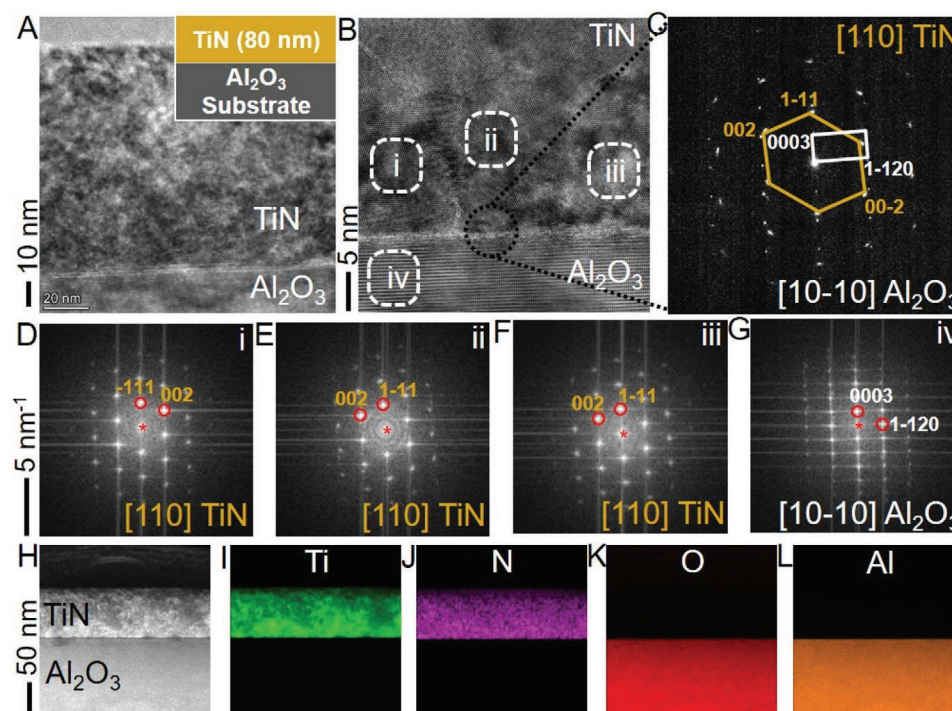 A
TiN (80 nm)
Al2O3
Substrate
TiN
Al2O3
10 nm
20 nm
B
TiN
i
ii
iii
iv
Al2O3
5 nm
C
[110] TiN
1-11
002
0003
1-120
00-2
[10-10] Al2O3
D
i
-111
002
[110] TiN
5 nm-1
E
ii
002
1-11
[110] TiN
F
iii
002
1-11
[110] TiN
G
iv
0003
*
1-120
[10-10] Al2O3
H
TiN
Al2O3
50 nm
I
Ti
J
N
K
O
L
Al